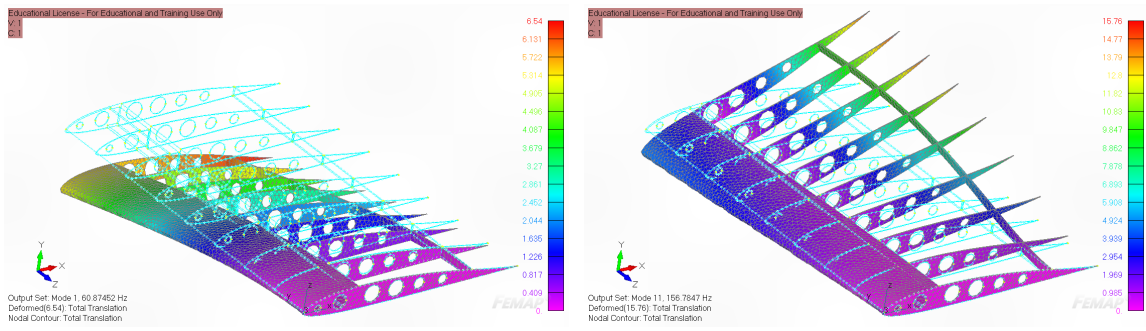 Educational License - For Educational and Training Use Only
V: 1
C: 1
6.54
6.131
5.722
5.314
4.905
4.496
4.087
3.679
3.27
2.861
2.452
2.044
1.635
1.226
0.817
0.409
0.
Y
X
Z
Output Set: Mode 1, 60.87452 Hz
Deformed(6.54): Total Translation
Nodal Contour: Total Translation
FEMAP
Educational License - For Educational and Training Use Only
V: 1
C: 1
15.76
14.77
13.79
12.8
11.82
10.83
9.847
8.862
7.878
6.893
5.908
4.924
3.939
2.954
1.969
0.985
0.
Y
X
Z
Output Set: Mode 11, 156.7847 Hz
Deformed(15.76): Total Translation
Nodal Contour: Total Translation
FEMAP